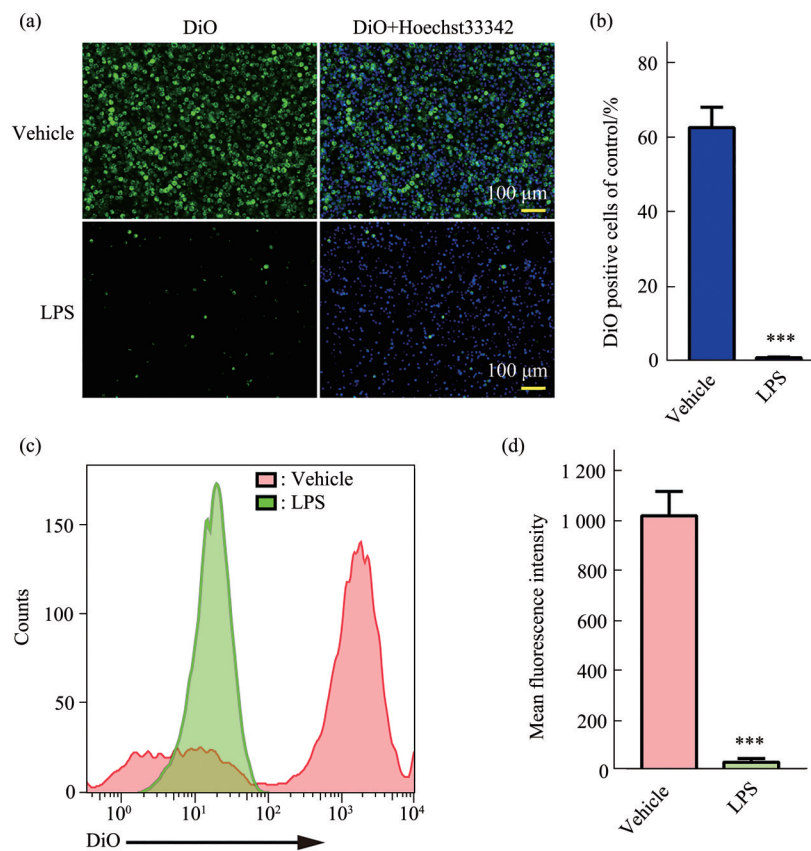 (a)
DiO
DiO+Hoechst33342
Vehicle
100 μm
LPS
100 μm
(b)
DiO positive cells of control/%
80
60
40
20
0
***
Vehicle
LPS
(c)
: Vehicle
: LPS
Counts
150
100
50
0
10⁰
10¹
10²
10³
10⁴
DiO
(d)
Mean fluorescence intensity
1 200
1 000
800
600
400
200
0
***
Vehicle
LPS